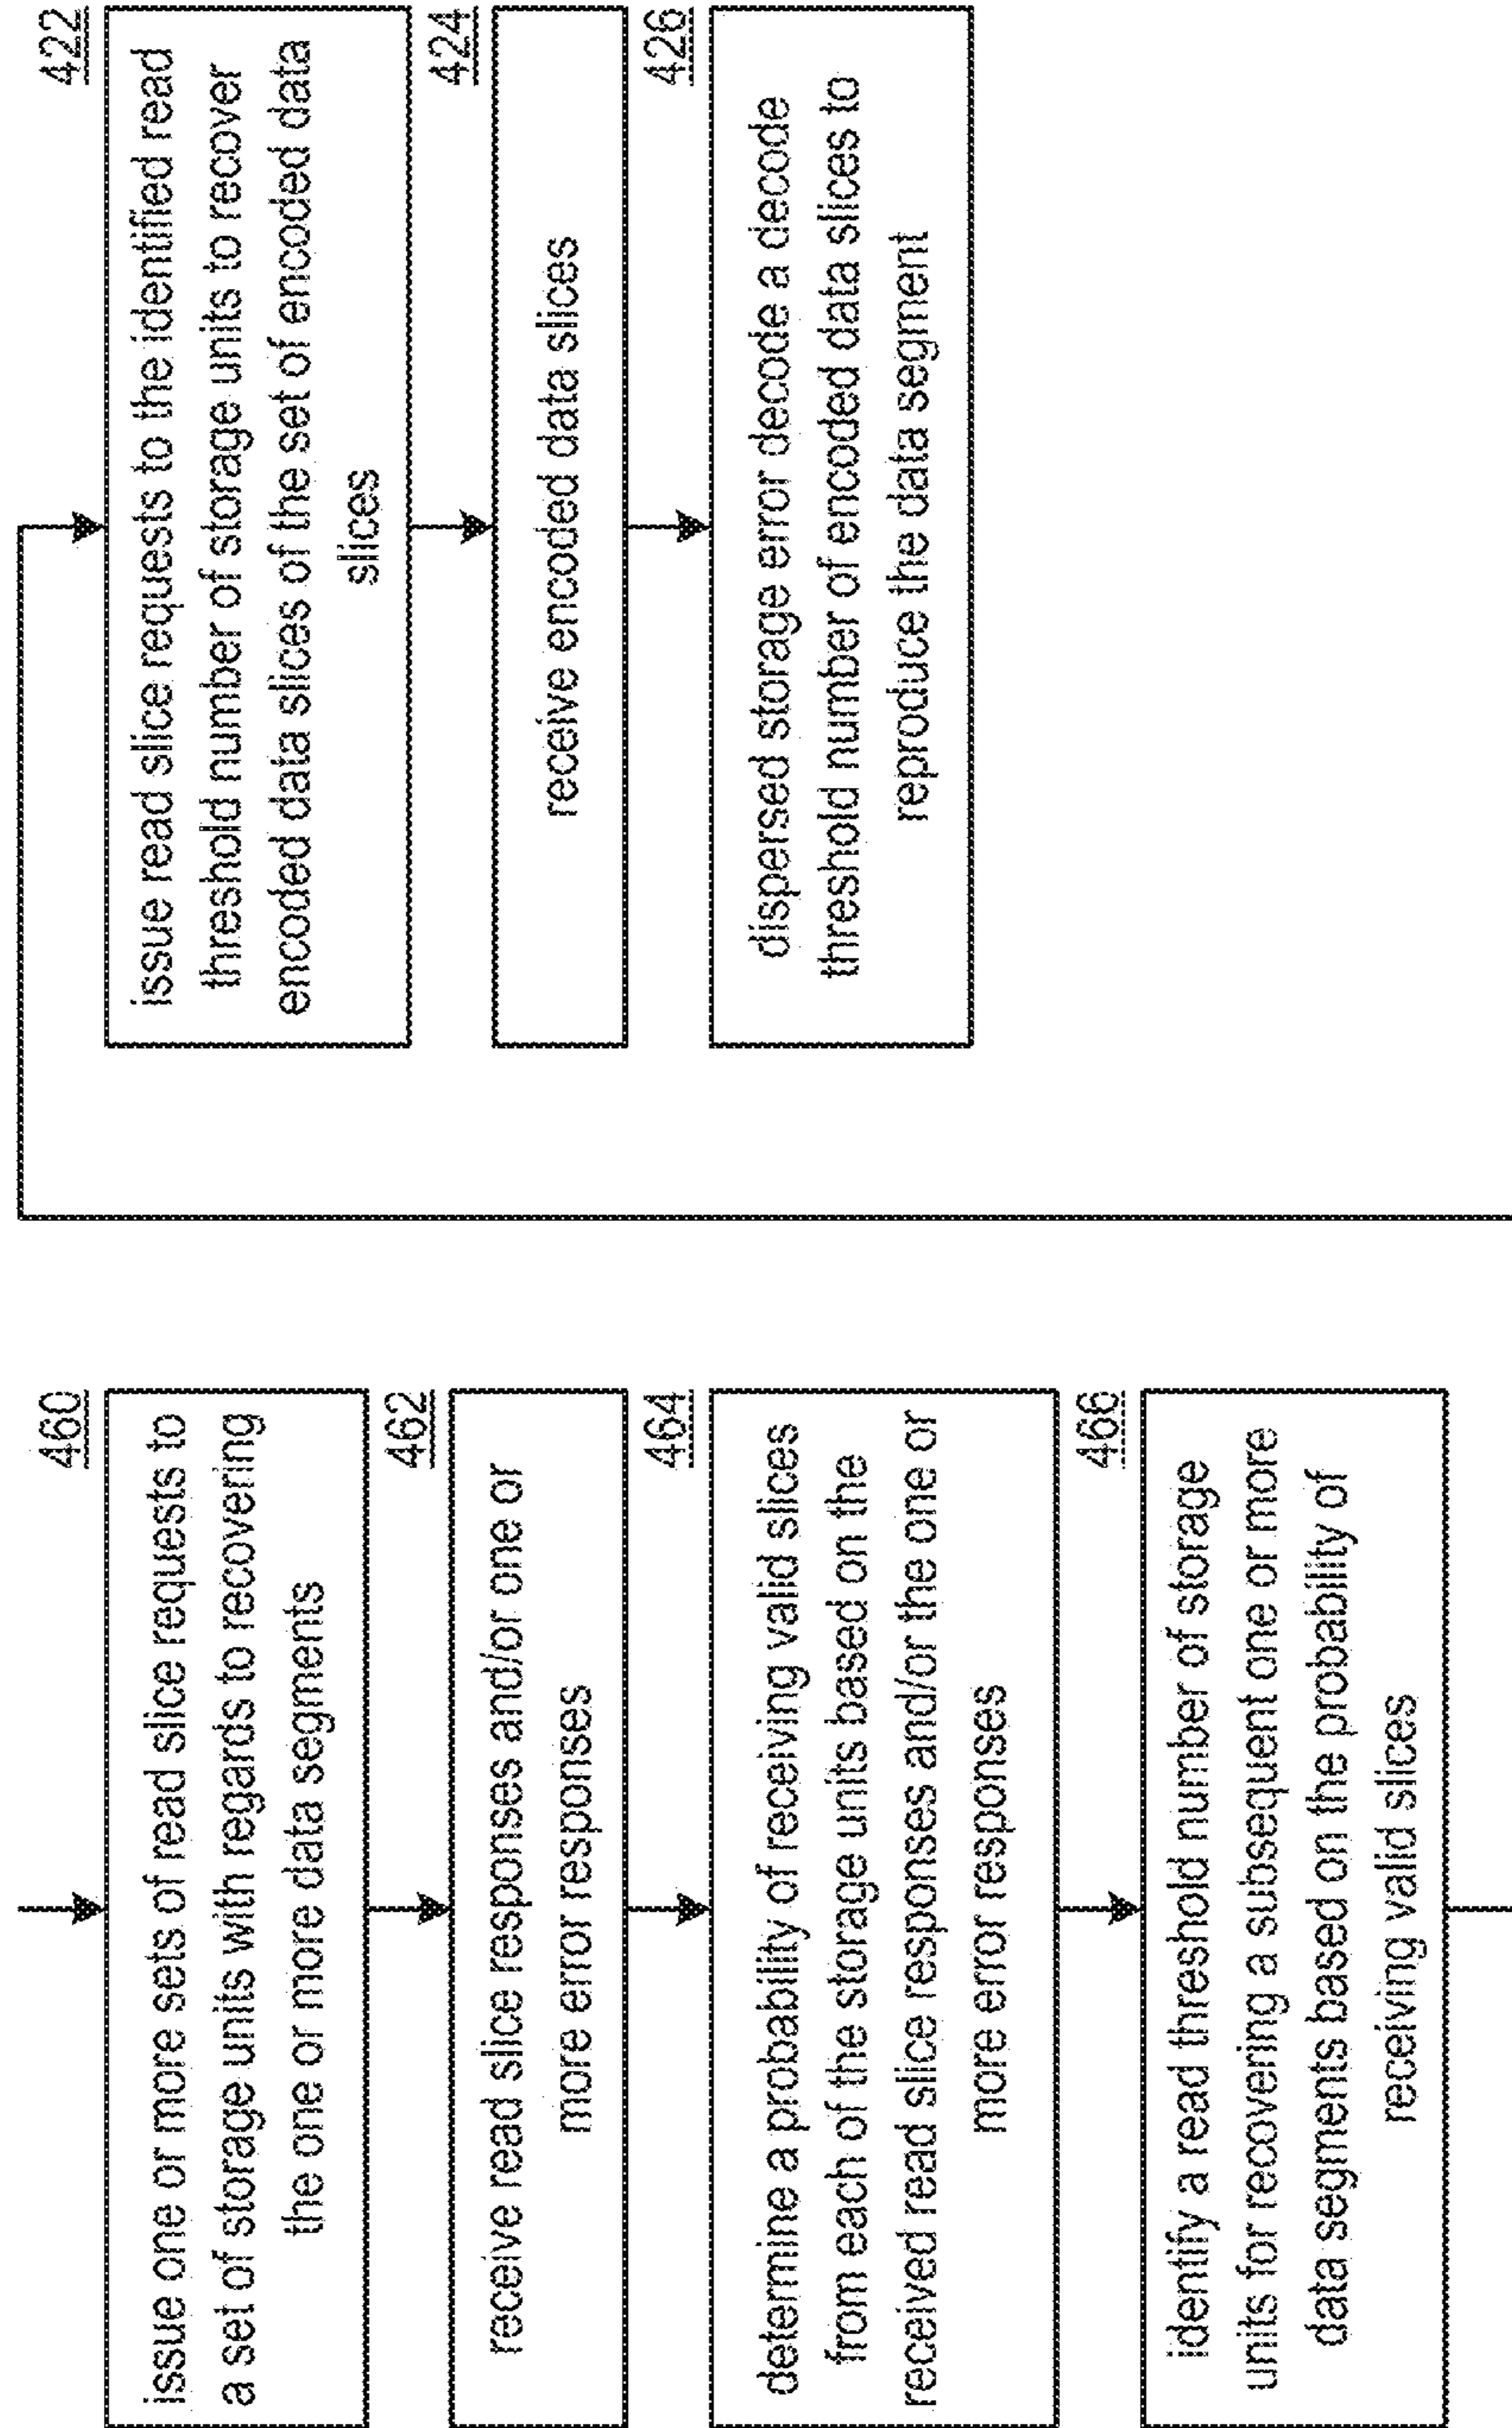 460
issue one or more sets of read slice requests to
a set of storage units with regards to recovering
the one or more data segments
462
receive read slice responses and/or one or
more error responses
464
determine a probability of receiving valid slices
from each of the storage units based on the
received read slice responses and/or the one or
more error responses
466
identify a read threshold number of storage
units for recovering a subsequent one or more
data segments based on the probability of
receiving valid slices
422
issue read slice requests to the identified read
threshold number of storage units to recover
encoded data slices of the set of encoded data
slices
424
receive encoded data slices
426
dispersed storage error decode a decode
threshold number of encoded data slices to
reproduce the data segment